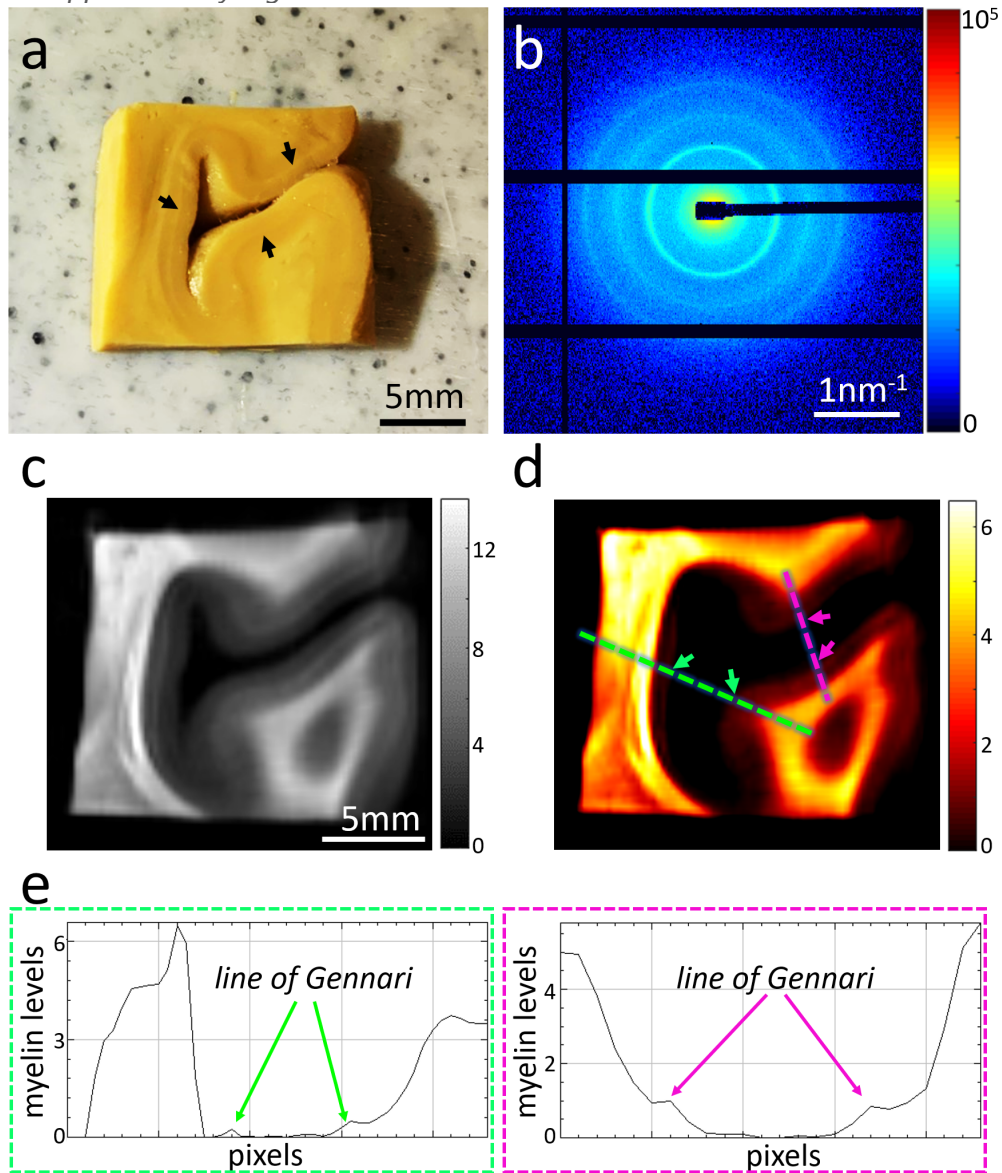 a
5mm
b
10⁵
1nm⁻¹
0
c
12
8
4
0
5mm
d
6
4
2
0
e
myelin levels
6
3
0
line of Gennari
pixels
myelin levels
4
2
0
line of Gennari
pixels